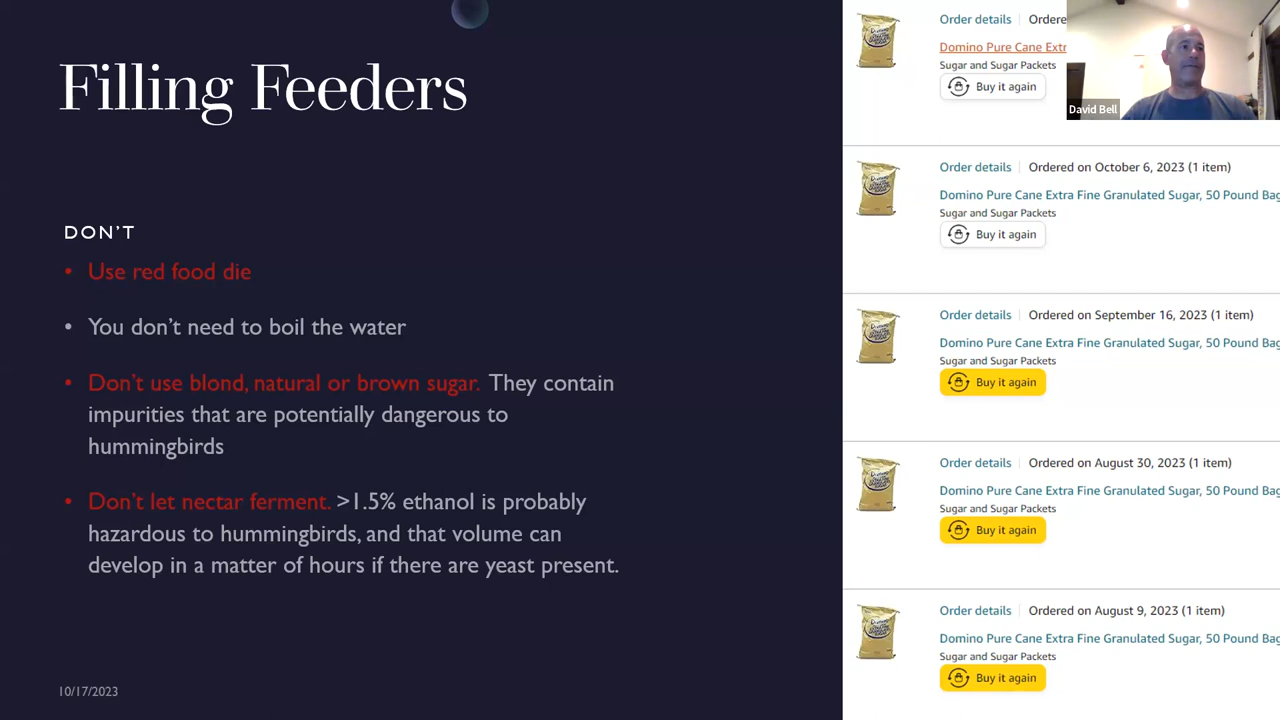 Filling Feeders
DON'T
• Use red food die
• You don't need to boil the water
• Don't use blond, natural or brown sugar. They contain
impurities that are potentially dangerous to
hummingbirds
• Don't let nectar ferment. >1.5% ethanol is probably
hazardous to hummingbirds, and that volume can
develop in a matter of hours if there are yeast present.
10/17/2023
Order details Ordere
Domino Pure Cane Extr
Sugar and Sugar Packets
Buy it again
David Bell
Order details Ordered on October 6, 2023 (1 item)
Domino Pure Cane Extra Fine Granulated Sugar, 50 Pound Bag
Sugar and Sugar Packets
Buy it again
Order details Ordered on September 16, 2023 (1 item)
Domino Pure Cane Extra Fine Granulated Sugar, 50 Pound Bag
Sugar and Sugar Packets
Buy it again
Order details Ordered on August 30, 2023 (1 item)
Domino Pure Cane Extra Fine Granulated Sugar, 50 Pound Bag
Sugar and Sugar Packets
Buy it again
Order details Ordered on August 9, 2023 (1 item)
Domino Pure Cane Extra Fine Granulated Sugar, 50 Pound Bag
Sugar and Sugar Packets
Buy it again